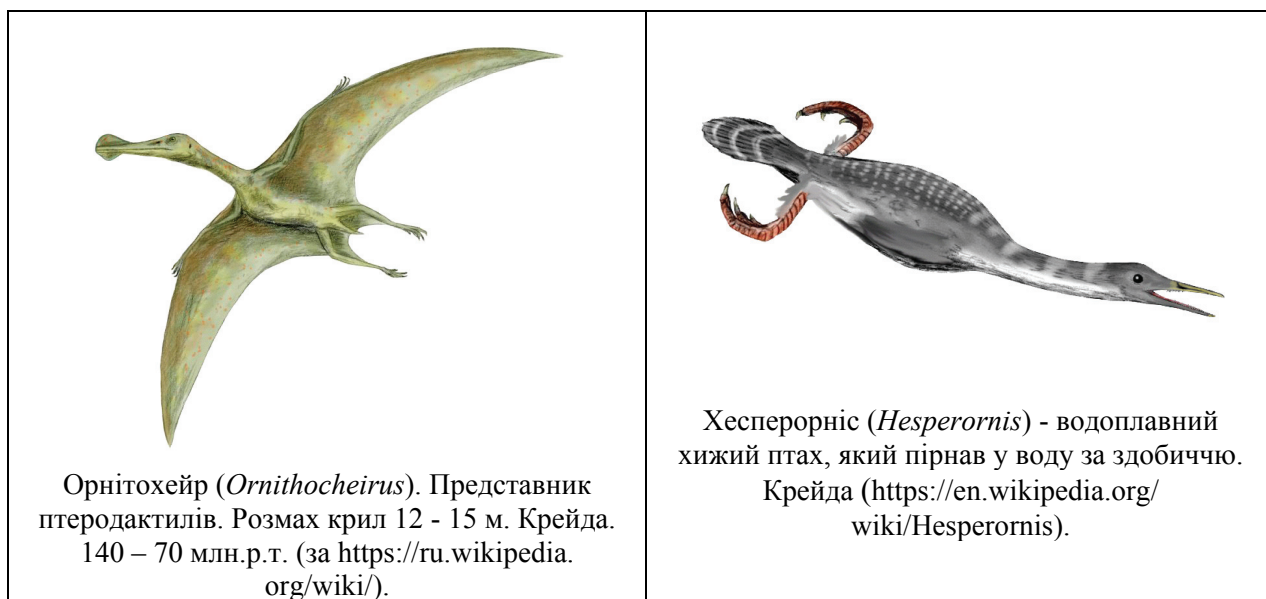 Орнітохейр (Ornithocheirus). Представник
птеродактилів. Розмах крил 12 - 15 м. Крейда.
140 – 70 млн.р.т. (за https://ru.wikipedia.
org/wiki/).
Хесперорніс (Hesperornis) - водоплавний
хижий птах, який пірнав у воду за здобиччю.
Крейда (https://en.wikipedia.org/
wiki/Hesperornis).